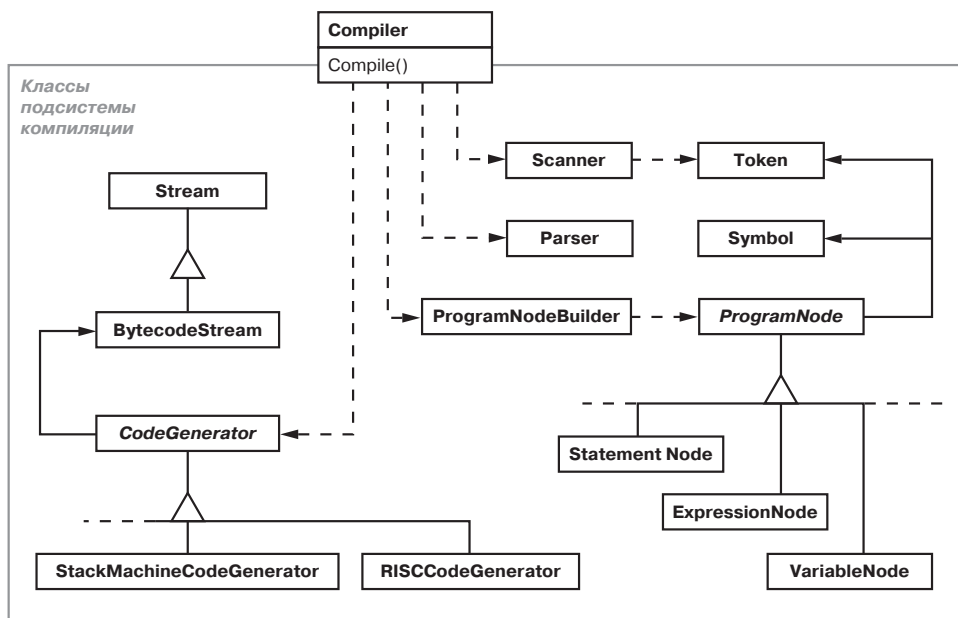 Compiler
Compile()
Классы
подсистемы
компиляции
Scanner
Token
Stream
Parser
Symbol
BytecodeStream
ProgramNodeBuilder
ProgramNode
CodeGenerator
Statement Node
ExpressionNode
StackMachineCodeGenerator
RISCCodeGenerator
VariableNode